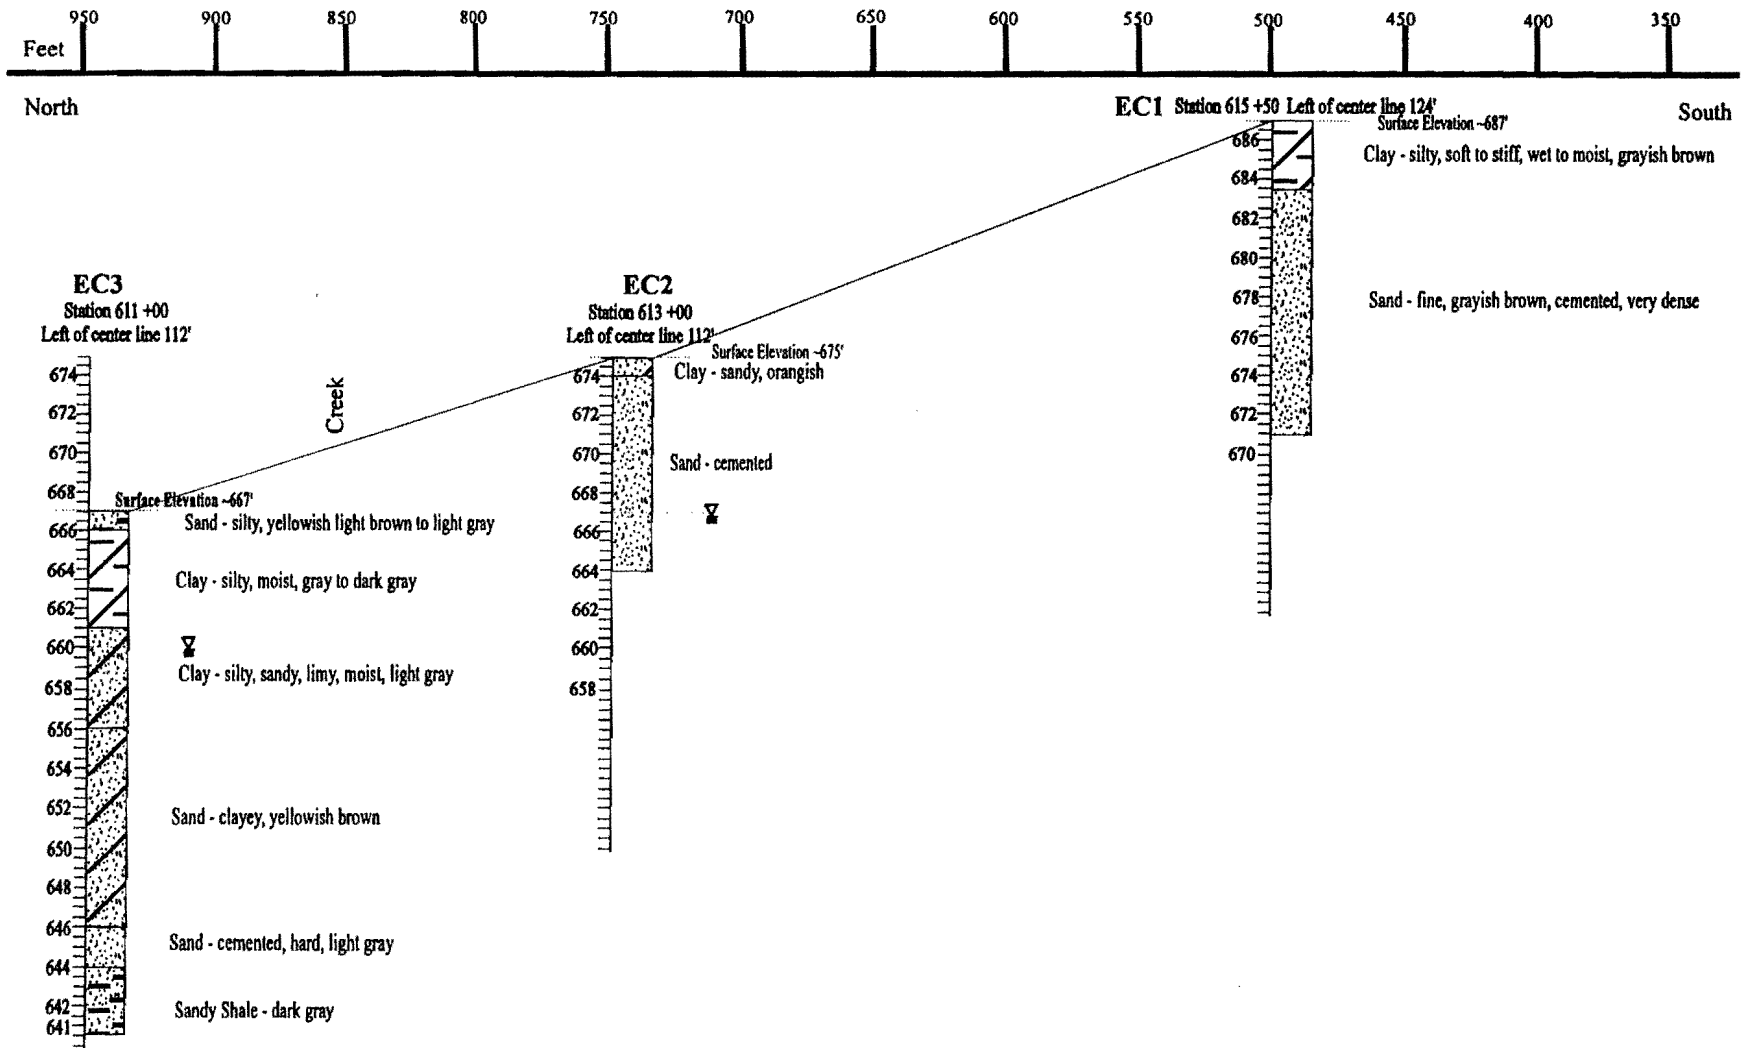 950 900 850 800 750 700 650 600 550 500 450 400 350
Feet
North
South
EC1 Station 615 +50 Left of center line 124'
Surface Elevation ~687'
686
Clay - silty, soft to stiff, wet to moist, grayish brown
684
682
680
678
Sand - fine, grayish brown, cemented, very dense
676
674
672
670
EC2
Station 613 +00
Left of center line 112'
Surface Elevation ~675'
674
Clay - sandy, orangish
672
670
Sand - cemented
668
666
664
662
660
658
EC3
Station 611 +00
Left of center line 112'
674
Creek
672
670
668
Surface Elevation ~667'
Sand - silty, yellowish light brown to light gray
666
664
Clay - silty, moist, gray to dark gray
662
660
Clay - silty, sandy, limy, moist, light gray
658
656
654
652
Sand - clayey, yellowish brown
650
648
646
Sand - cemented, hard, light gray
644
642
Sandy Shale - dark gray
641